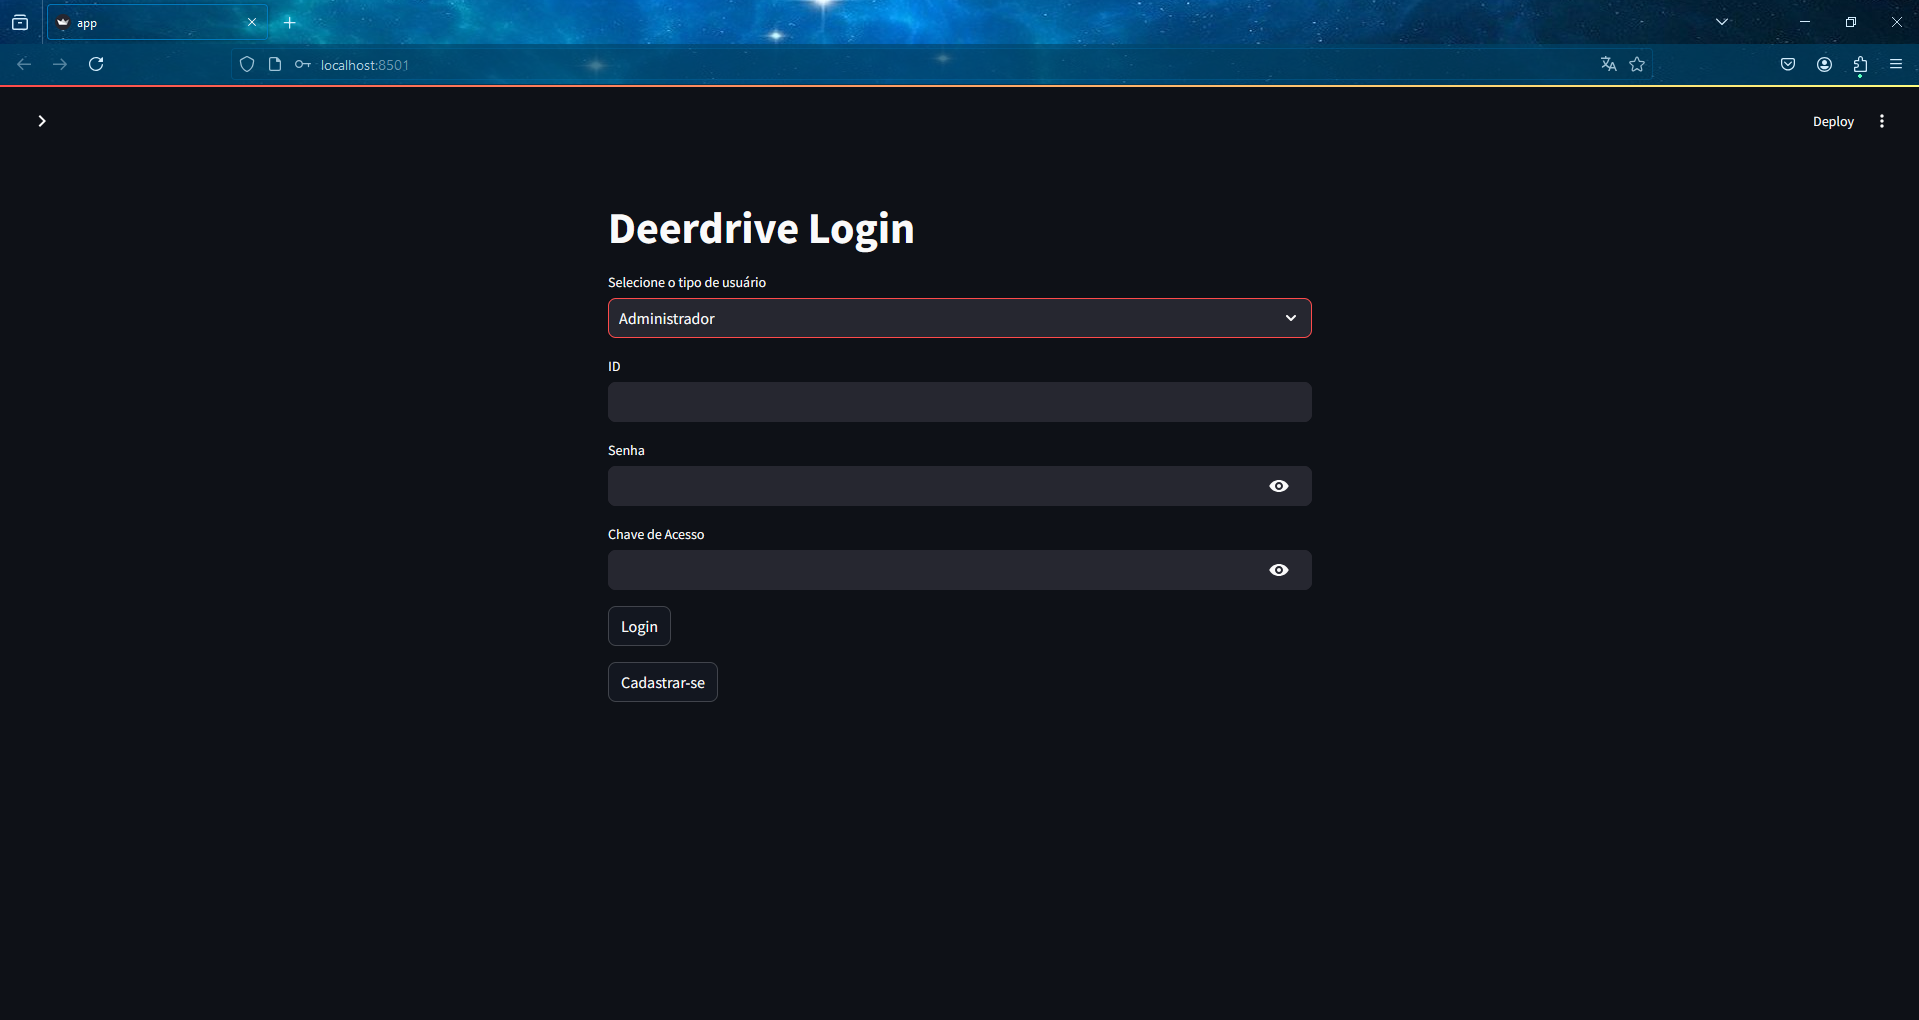 app
localhost:8501
Deploy
Deerdrive Login
Selecione o tipo de usuário
Administrador
ID
Senha
Chave de Acesso
Login
Cadastrar-se